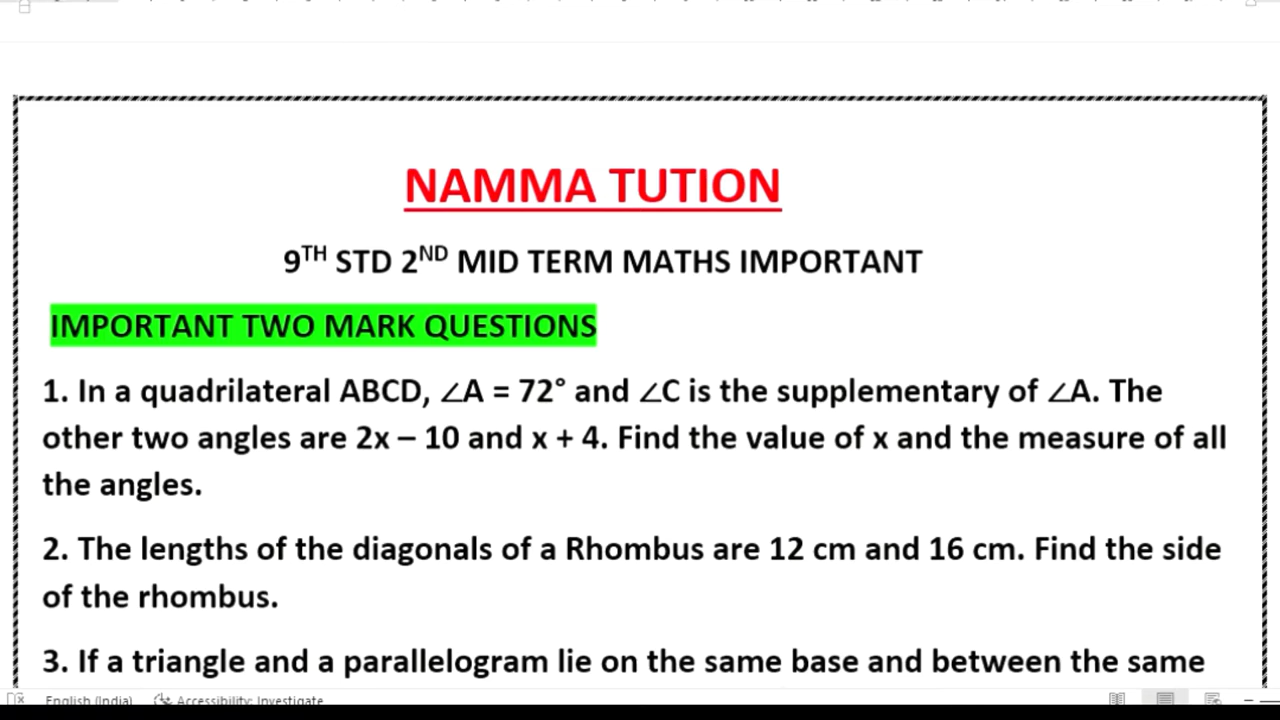 NAMMA TUTION
9TH STD 2ND MID TERM MATHS IMPORTANT
IMPORTANT TWO MARK QUESTIONS
1. In a quadrilateral ABCD, ∠A = 72° and ∠C is the supplementary of ∠A. The
other two angles are 2x – 10 and x + 4. Find the value of x and the measure of all
the angles.
2. The lengths of the diagonals of a Rhombus are 12 cm and 16 cm. Find the side
of the rhombus.
3. If a triangle and a parallelogram lie on the same base and between the same
English (India) Accessibility: Investigate